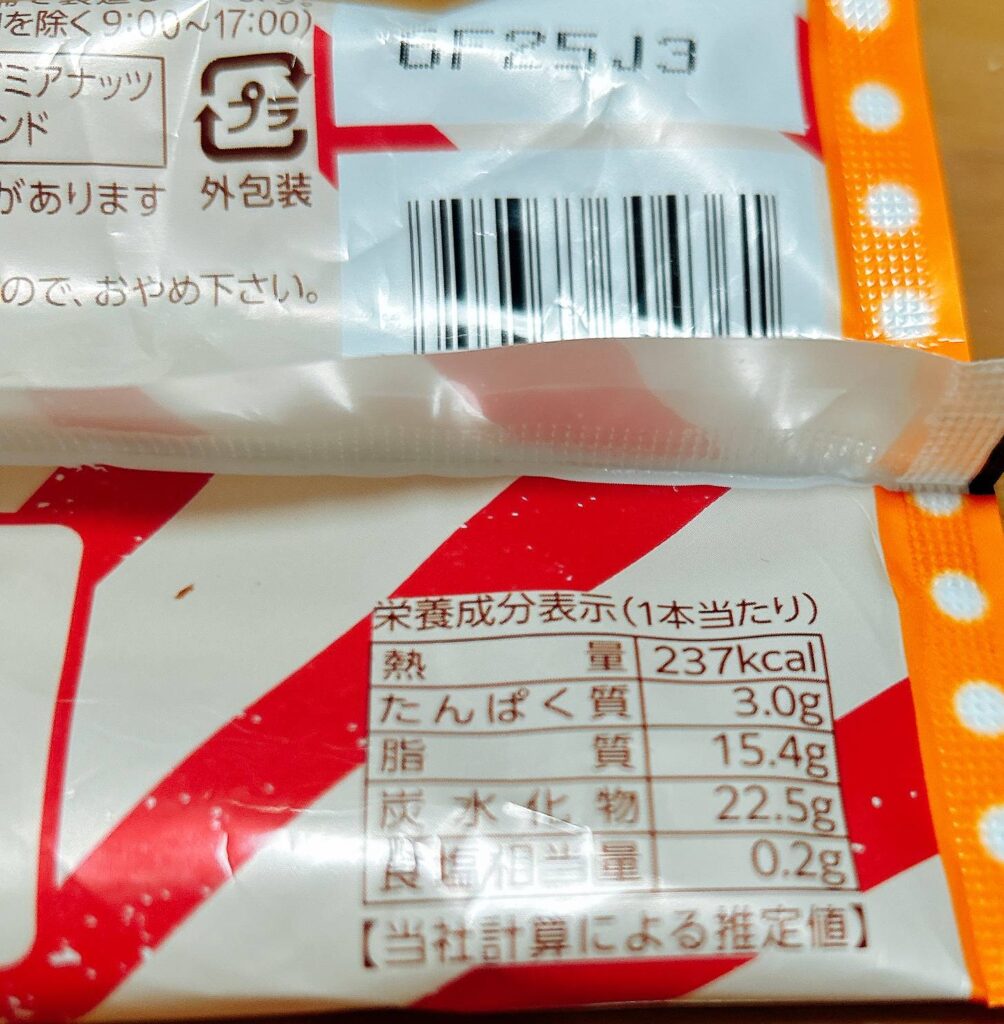 を除く9:00～17:00)
ミアナッツ
ンド
プラ
外包装
があります
ので、おやめ下さい。
6F25J3
栄養成分表示(1本当たり)
熱量 237kcal
たんぱく質 3.0g
脂質 15.4g
炭水化物 22.5g
食塩相当量 0.2g
【当社計算による推定値】